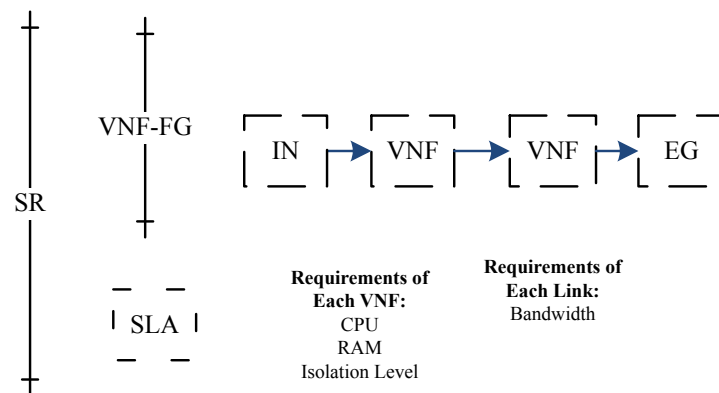 VNF-FG
IN
VNF
VNF
EG
SR
Requirements of
Each VNF:
CPU
RAM
Isolation Level
Requirements of
Each Link:
Bandwidth
SLA